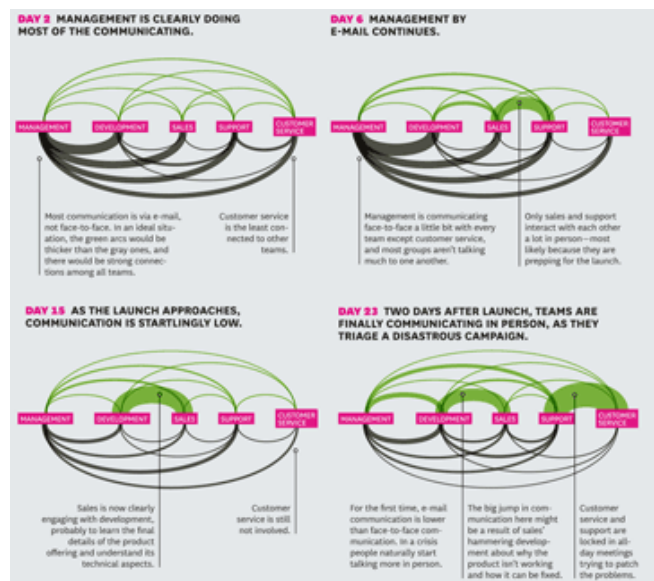 DAY 2 MANAGEMENT IS CLEARLY DOING
MOST OF THE COMMUNICATING.
MANAGEMENT
DEVELOPMENT
SALES
SUPPORT
CUSTOMER
SERVICE
Most communication is via e-mail,
not face-to-face. In an ideal situ-
ation, the green arcs would be
thicker than the gray ones, and
there would be strong connec-
tions among all teams.
Customer service
is the least con-
nected to other
teams.
DAY 6 MANAGEMENT BY
E-MAIL CONTINUES.
MANAGEMENT
DEVELOPMENT
SALES
SUPPORT
CUSTOMER
SERVICE
Management is communicating
face-to-face a little bit with every
team except customer service,
and most groups aren't talking
much to one another.
Only sales and support
interact with each other
a lot in person—most
likely because they are
prepping for the launch.
DAY 15 AS THE LAUNCH APPROACHES,
COMMUNICATION IS STARTLINGLY LOW.
MANAGEMENT
DEVELOPMENT
SALES
SUPPORT
CUSTOMER
SERVICE
Sales is now clearly
engaging with development,
probably to learn the final
details of the product
offering and understand its
technical aspects.
Customer
service is still
not involved.
DAY 23 TWO DAYS AFTER LAUNCH, TEAMS ARE
FINALLY COMMUNICATING IN PERSON, AS THEY
TRIAGE A DISASTROUS CAMPAIGN.
MANAGEMENT
DEVELOPMENT
SALES
SUPPORT
CUSTOMER
SERVICE
For the first time, e-mail
communication is lower
than face-to-face com-
munication. In a crisis
people naturally start
talking more in person.
The big jump in com-
munication here might
be a result of sales'
hammering develop-
ment about why the
product isn't working
and how it can be fixed.
Customer
service and
support are
locked in all-
day meetings
trying to patch
the problems.